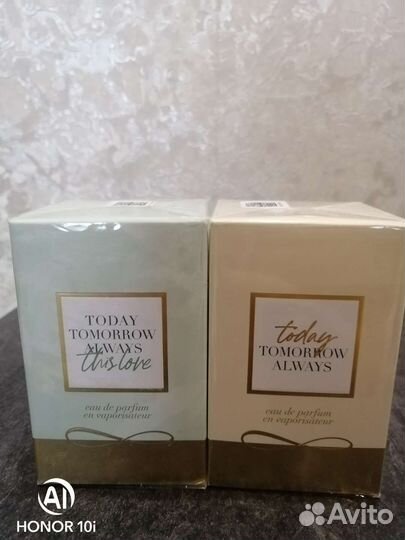 TODAY
TOMORROW
ALWAYS
this love
eau de parfum
en vaporisateur
today
TOMORROW
ALWAYS
eau de parfum
en vaporisateur
AI
HONOR 10i
Avito